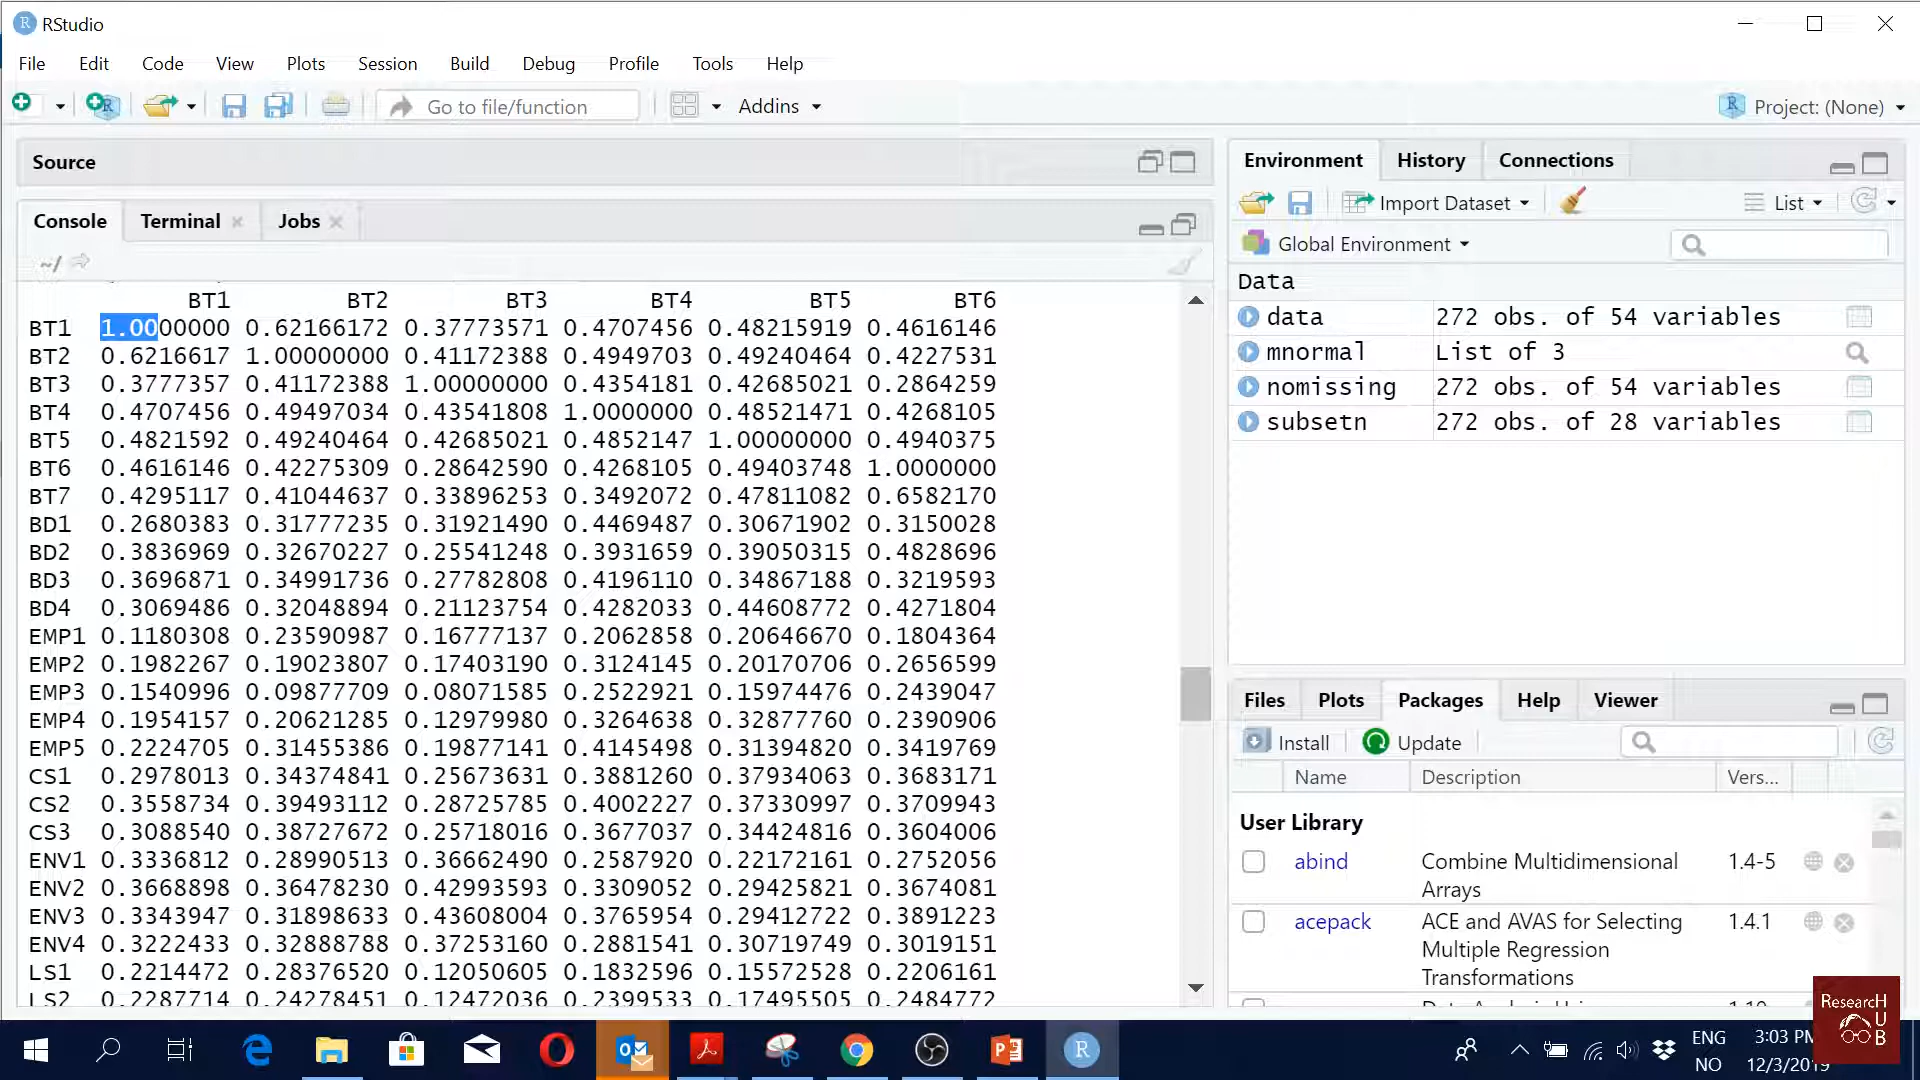 RStudio
File Edit Code View Plots Session Build Debug Profile Tools Help
Go to file/function Addins Project: (None)
Source
Console Terminal Jobs
~/
BT1 BT2 BT3 BT4 BT5 BT6
BT1 1.0000000 0.62166172 0.37773571 0.4707456 0.48215919 0.4616146
BT2 0.6216617 1.00000000 0.41172388 0.4949703 0.49240464 0.4227531
BT3 0.3777357 0.41172388 1.00000000 0.4354181 0.42685021 0.2864259
BT4 0.4707456 0.49497034 0.43541808 1.0000000 0.48521471 0.4268105
BT5 0.4821592 0.49240464 0.42685021 0.4852147 1.00000000 0.4940375
BT6 0.4616146 0.42275309 0.28642590 0.4268105 0.49403748 1.0000000
BT7 0.4295117 0.41044637 0.33896253 0.3492072 0.47811082 0.6582170
BD1 0.2680383 0.31777235 0.31921490 0.4469487 0.30671902 0.3150028
BD2 0.3836969 0.32670227 0.25541248 0.3931659 0.39050315 0.4828696
BD3 0.3696871 0.34991736 0.27782808 0.4196110 0.34867188 0.3219593
BD4 0.3069486 0.32048894 0.21123754 0.4282033 0.44608772 0.4271804
EMP1 0.1180308 0.23590987 0.16777137 0.2062858 0.20646670 0.1804364
EMP2 0.1982267 0.19023807 0.17403190 0.3124145 0.20170706 0.2656599
EMP3 0.1540996 0.09877709 0.08071585 0.2522921 0.15974476 0.2439047
EMP4 0.1954157 0.20621285 0.12979980 0.3264638 0.32877760 0.2390906
EMP5 0.2224705 0.31455386 0.19877141 0.4145498 0.31394820 0.3419769
CS1 0.2978013 0.34374841 0.25673631 0.3881260 0.37934063 0.3683171
CS2 0.3558734 0.39493112 0.28725785 0.4002227 0.37330997 0.3709943
CS3 0.3088540 0.38727672 0.25718016 0.3677037 0.34424816 0.3604006
ENV1 0.3336812 0.28990513 0.36662490 0.2587920 0.22172161 0.2752056
ENV2 0.3668898 0.36478230 0.42993593 0.3309052 0.29425821 0.3674081
ENV3 0.3343947 0.31898633 0.43608004 0.3765954 0.29412722 0.3891223
ENV4 0.3222433 0.32888788 0.37253160 0.2881541 0.30719749 0.3019151
LS1 0.2214472 0.28376520 0.12050605 0.1832596 0.15572528 0.2206161
LS2 0.2287714 0.24278451 0.12472036 0.2399533 0.17495505 0.2484772
Environment History Connections
Import Dataset List
Global Environment
Data
data 272 obs. of 54 variables
mnormal List of 3
nomissing 272 obs. of 54 variables
subsetn 272 obs. of 28 variables
Files Plots Packages Help Viewer
Install Update
Name Description Vers...
User Library
abind Combine Multidimensional Arrays 1.4-5
acepack ACE and AVAS for Selecting Multiple Regression Transformations 1.4.1
ResearcH
U
B
ENG 3:03 PM
NO 12/3/2019